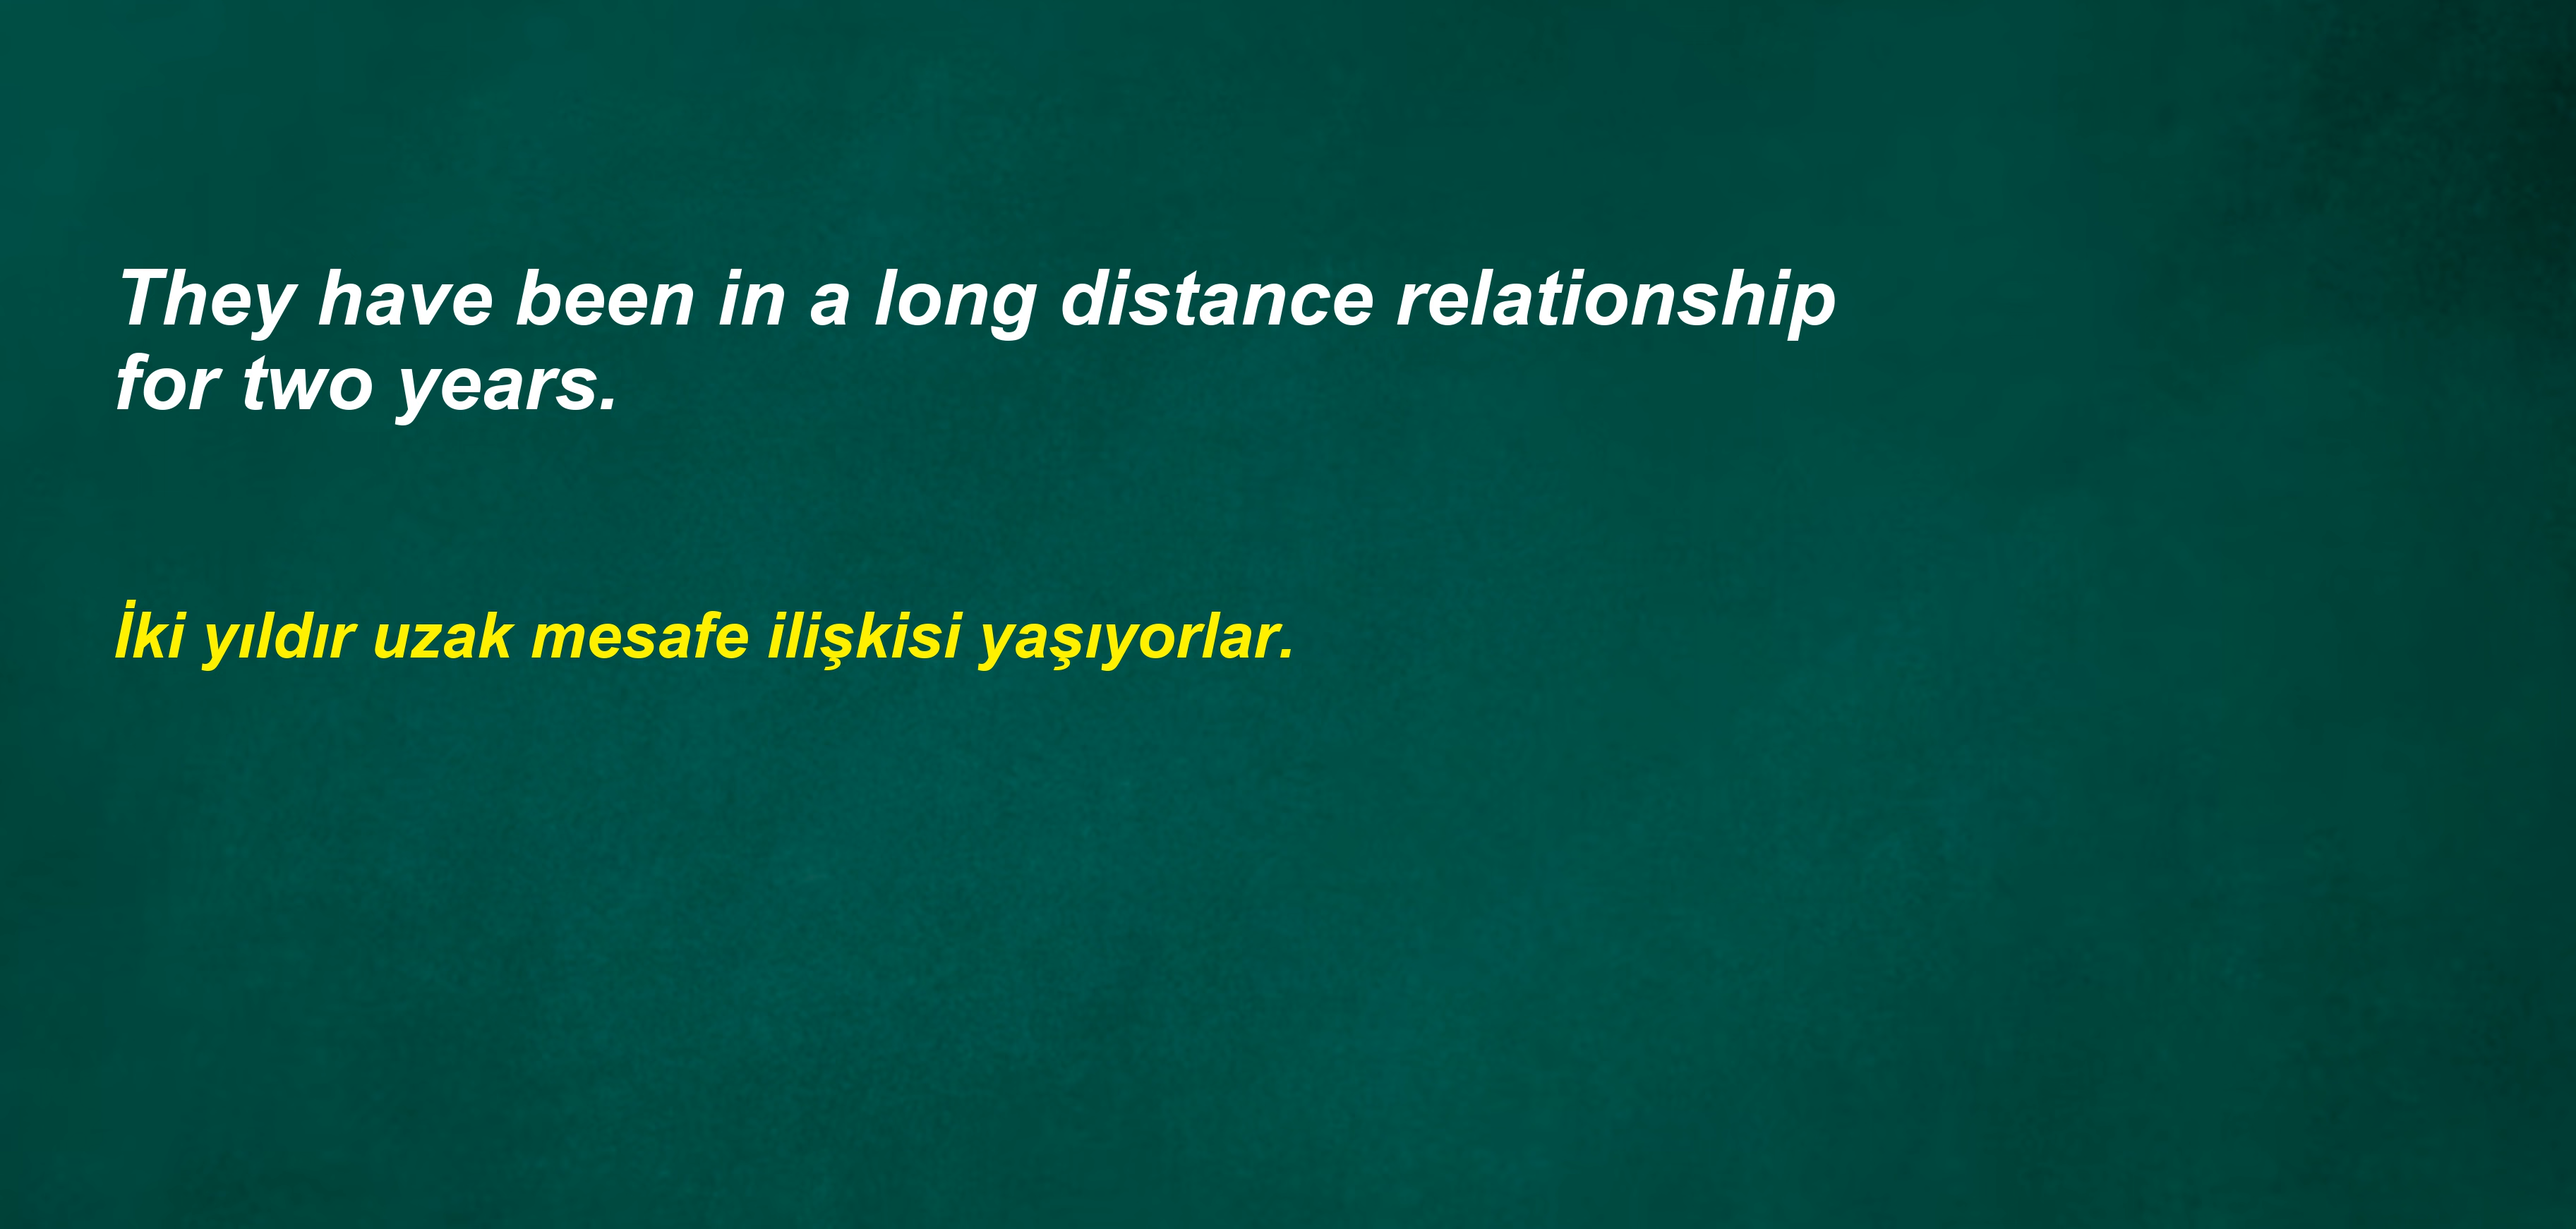 They have been in a long distance relationship
for two years.
İki yıldır uzak mesafe ilişkisi yaşıyorlar.